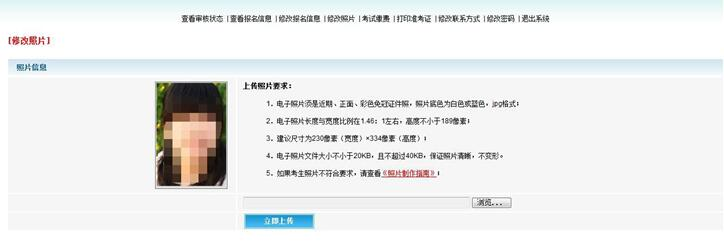 查看审核状态 | 查看报名信息 | 修改报名信息 | 修改照片 | 考试缴费 | 打印准考证 | 修改联系方式 | 修改密码 | 退出系统
[修改照片]
照片信息
上传照片要求：
1．电子照片须是近期、正面、彩色免冠证件照，照片底色为白色或蓝色，jpg格式；
2．电子照片长度与宽度比例在1.46：1左右，高度不小于189像素；
3．建议尺寸为230像素（宽度）×334像素（高度）；
4．电子照片文件大小不小于20KB，且不超过40KB，保证照片清晰，不变形。
5．如果考生照片不符合要求，请查看《照片制作指南》；
浏览...
立即上传